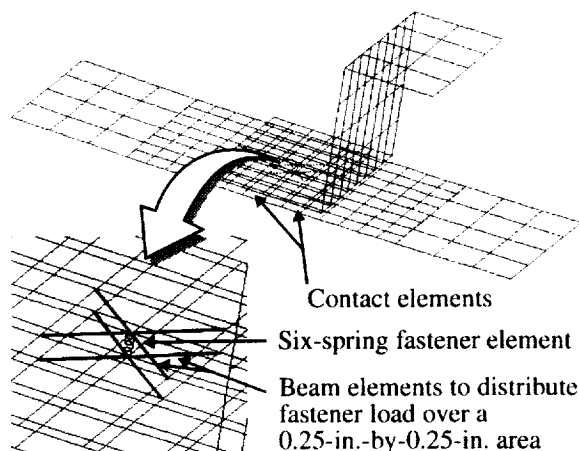 Contact elements
Six-spring fastener element
Beam elements to distribute
fastener load over a
0.25-in.-by-0.25-in. area